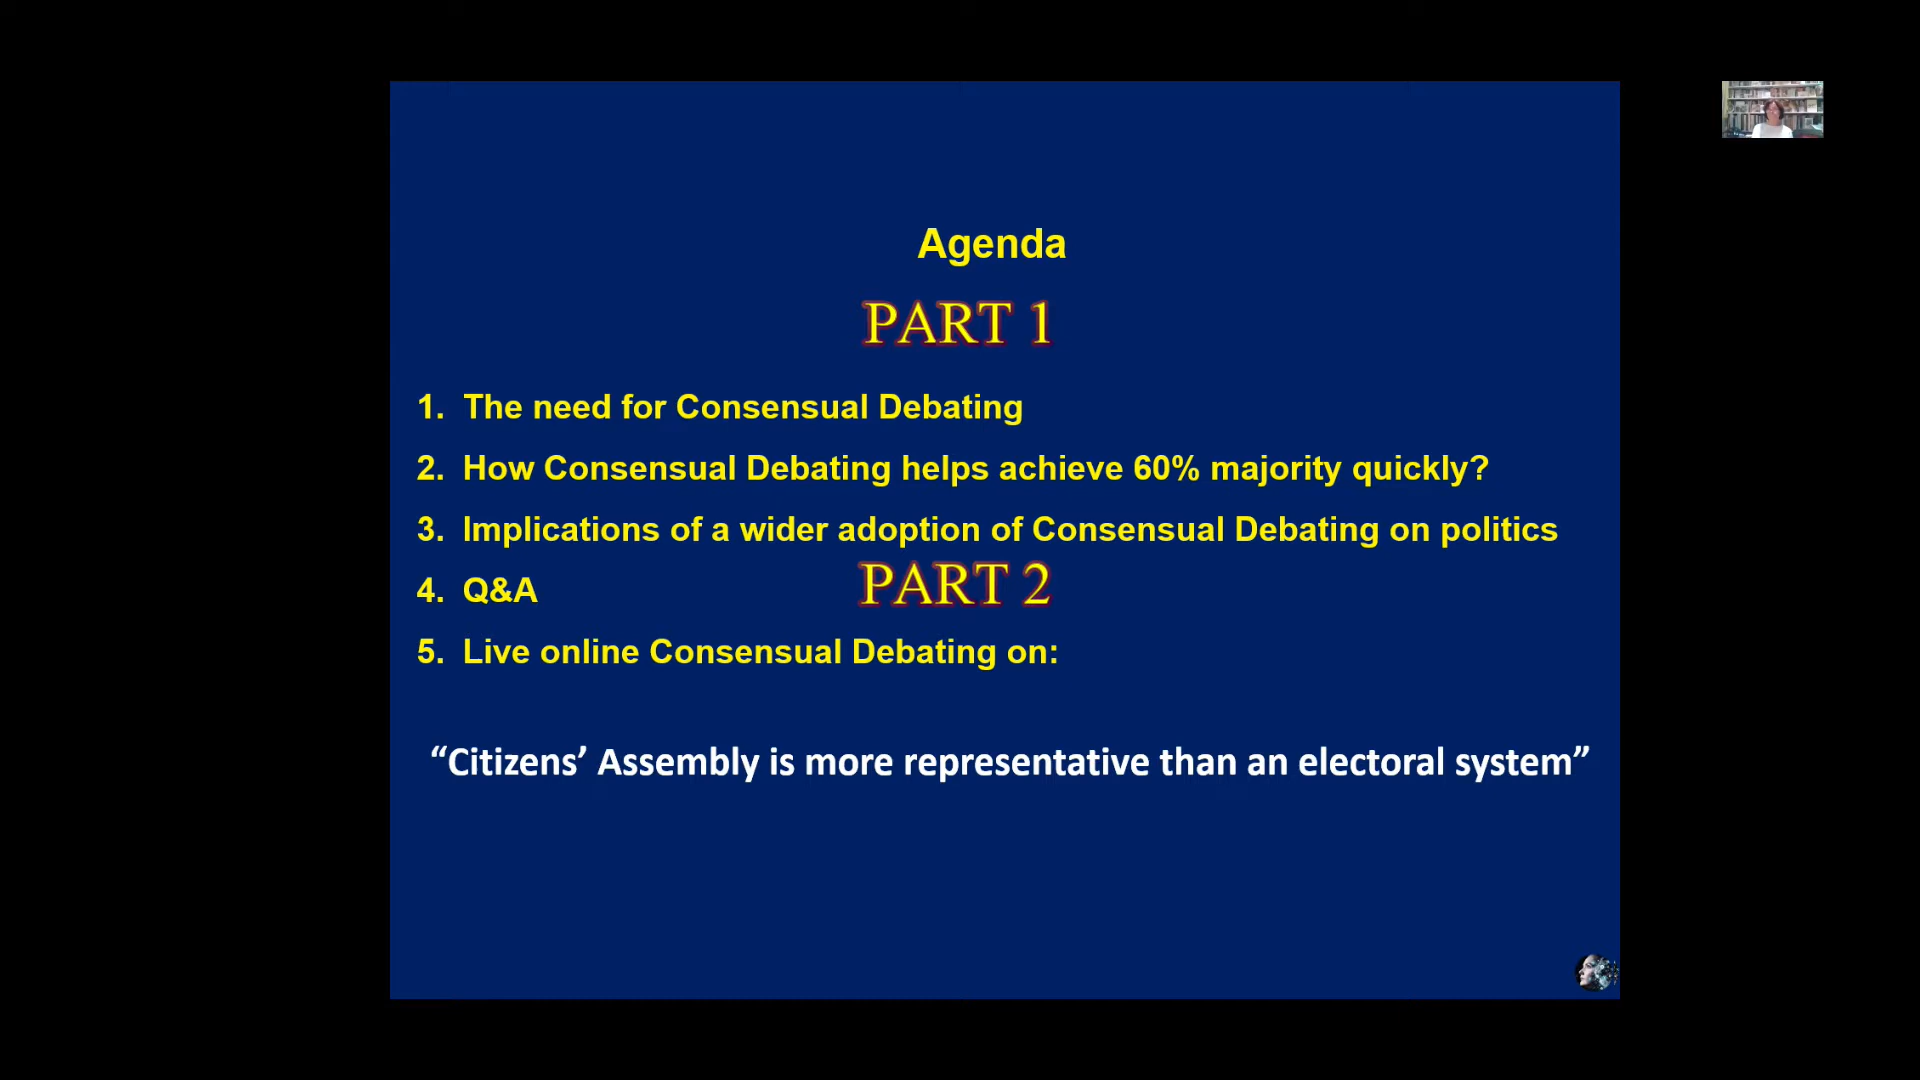 Agenda
PART 1
1. The need for Consensual Debating
2. How Consensual Debating helps achieve 60% majority quickly?
3. Implications of a wider adoption of Consensual Debating on politics
4. Q&A
PART 2
5. Live online Consensual Debating on:
“Citizens’ Assembly is more representative than an electoral system”